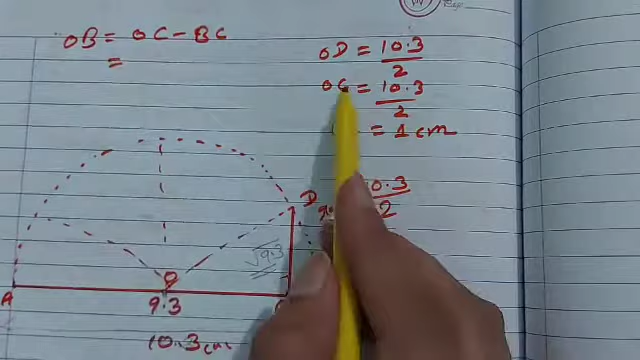 OB = OC - BC
=
OD = 10.3
2
OC = 10.3
2
= 1 cm
0.3
2
D
√9.3
O
A
9.3
10.3 cm